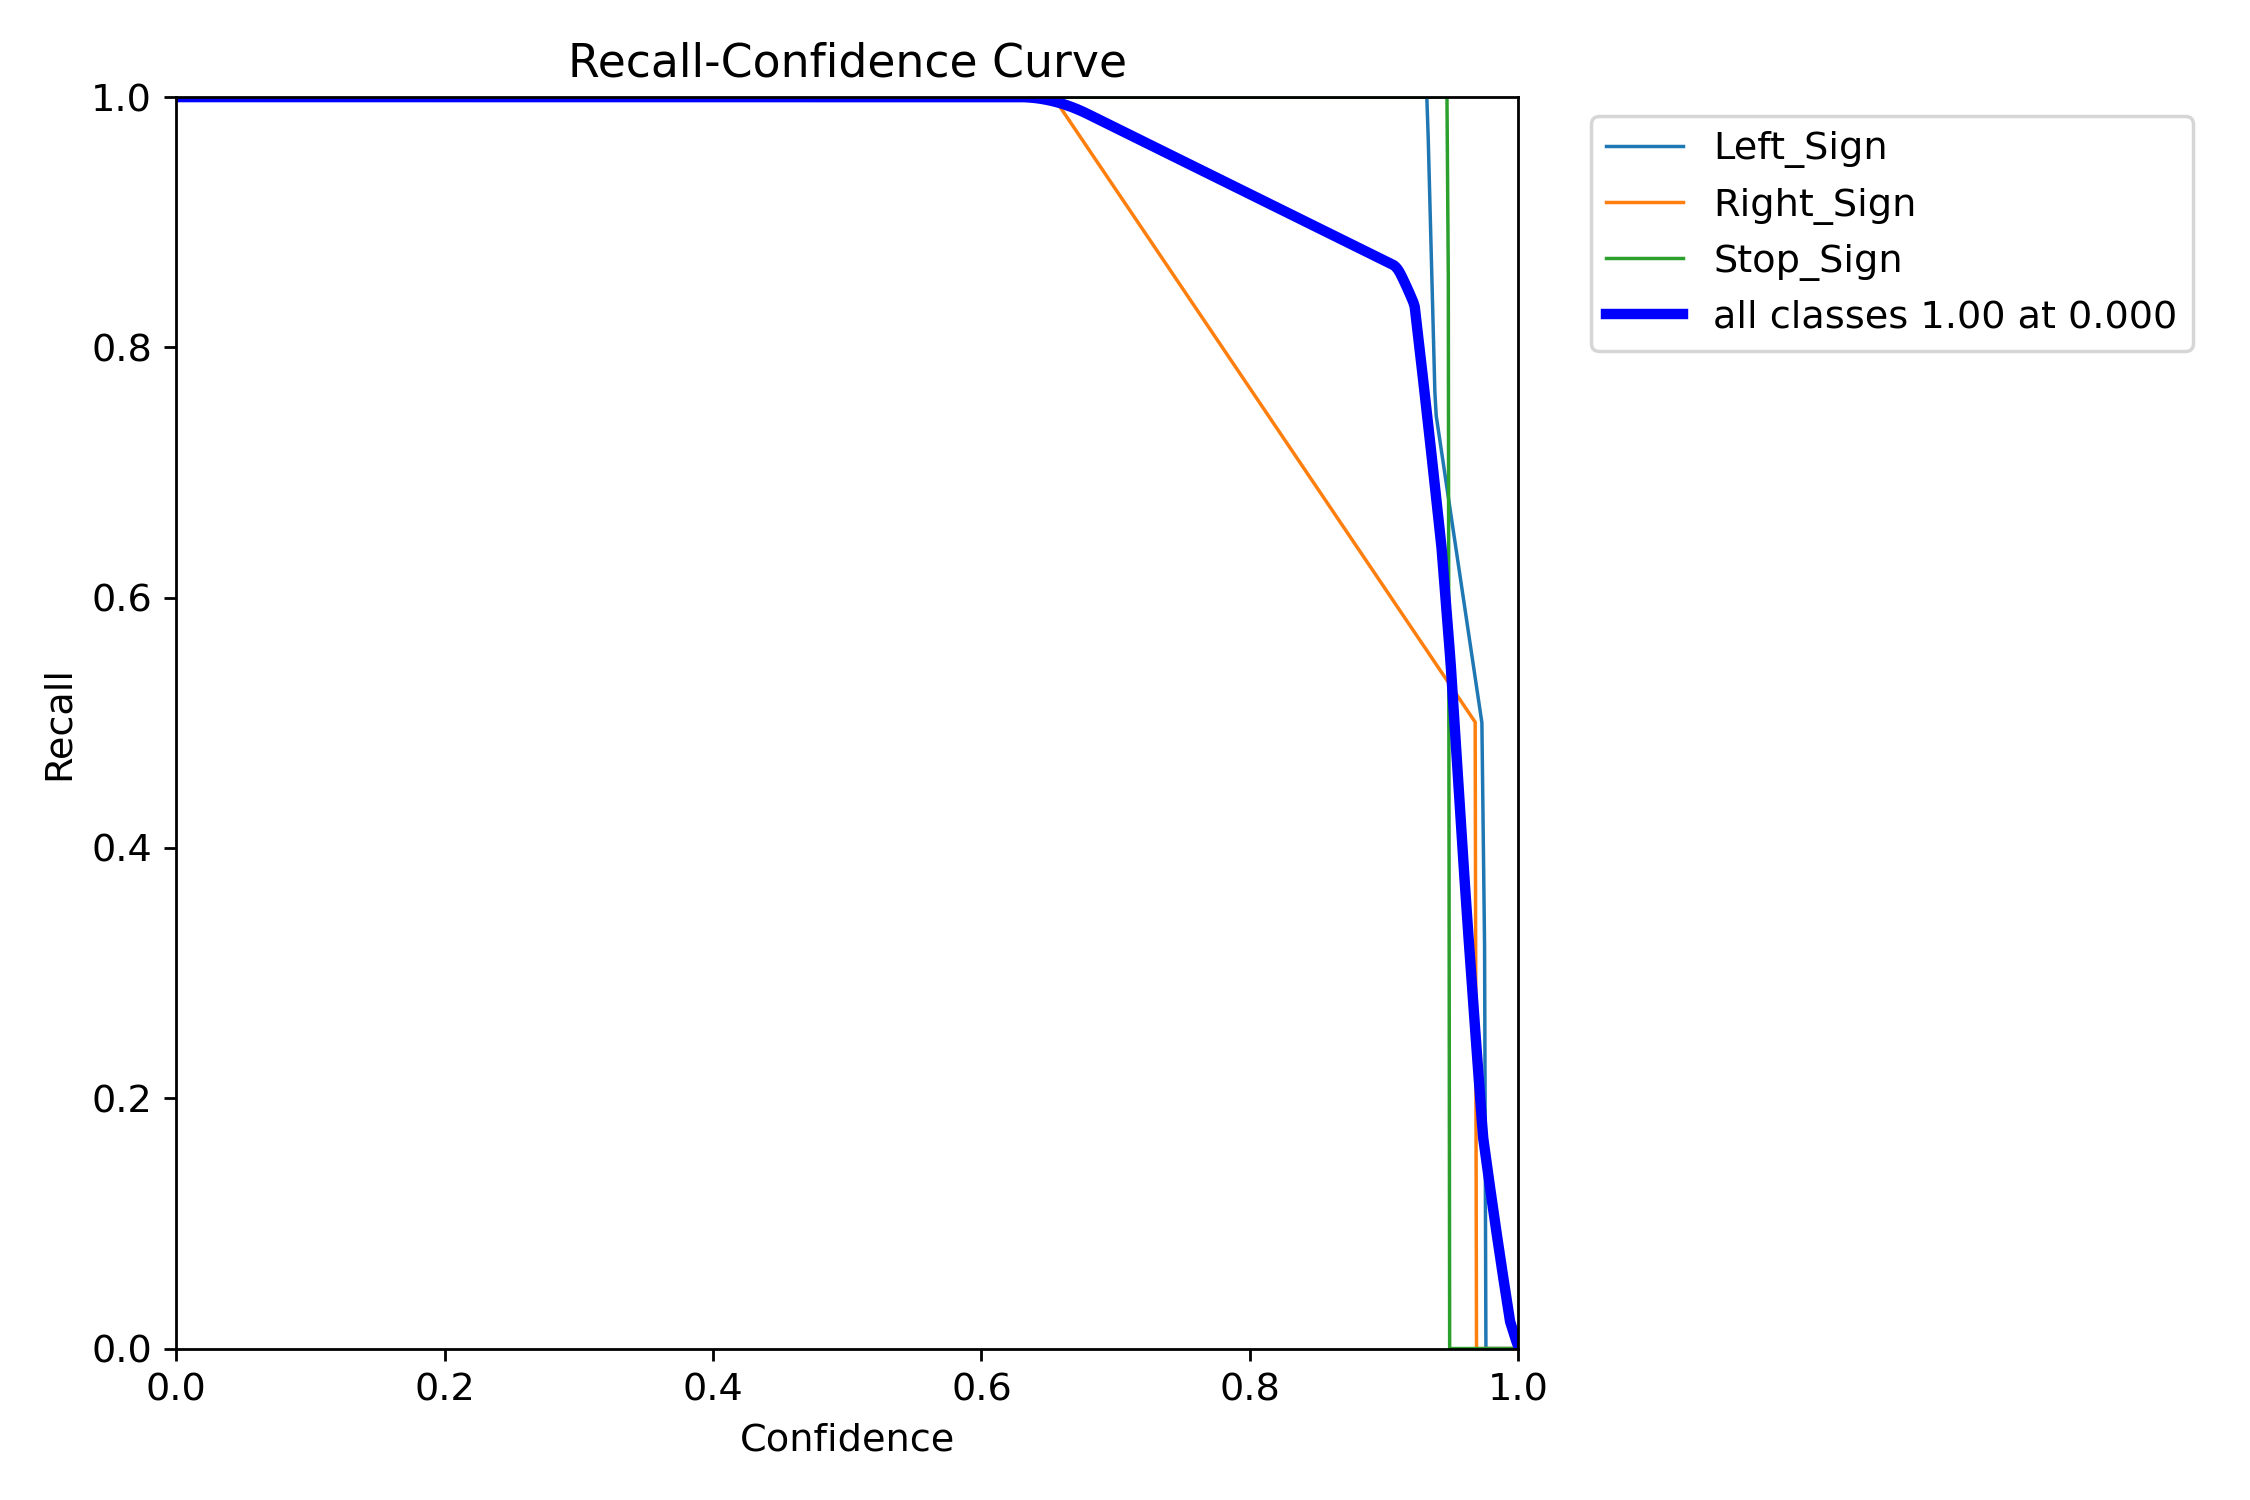 Recall-Confidence Curve
1.0
0.8
0.6
0.4
0.2
0.0
Recall
0.0 0.2 0.4 0.6 0.8 1.0
Confidence
Left_Sign
Right_Sign
Stop_Sign
all classes 1.00 at 0.000